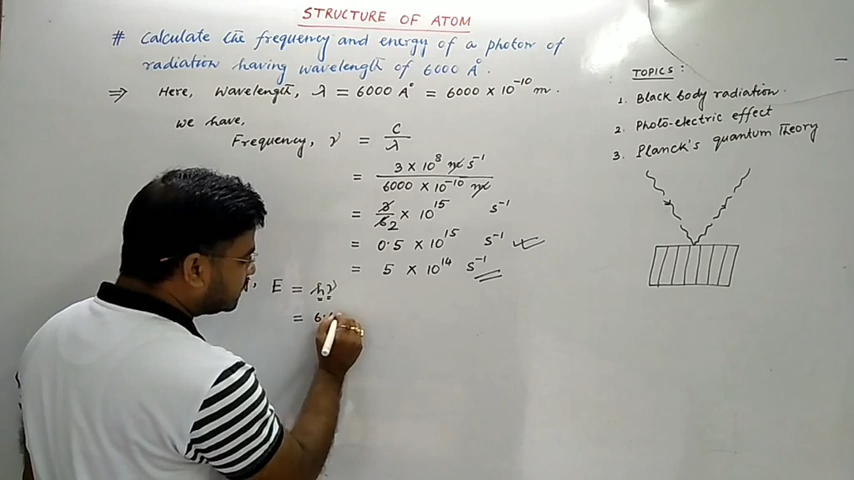 STRUCTURE OF ATOM
# Calculate the frequency and energy of a photon of
radiation having wavelength of 6000 A°.
⇒ Here, wavelength, λ = 6000 A° = 6000 × 10⁻¹⁰ m.
we have,
Frequency, ν = c/λ
= 3 × 10⁸ m s⁻¹ / 6000 × 10⁻¹⁰ m
= 3/6 2 × 10¹⁵ s⁻¹
= 0.5 × 10¹⁵ s⁻¹
= 5 × 10¹⁴ s⁻¹
, E = hν
= 6.
TOPICS:
1. Black body radiation.
2. Photo-electric effect
3. Planck's quantum Theory